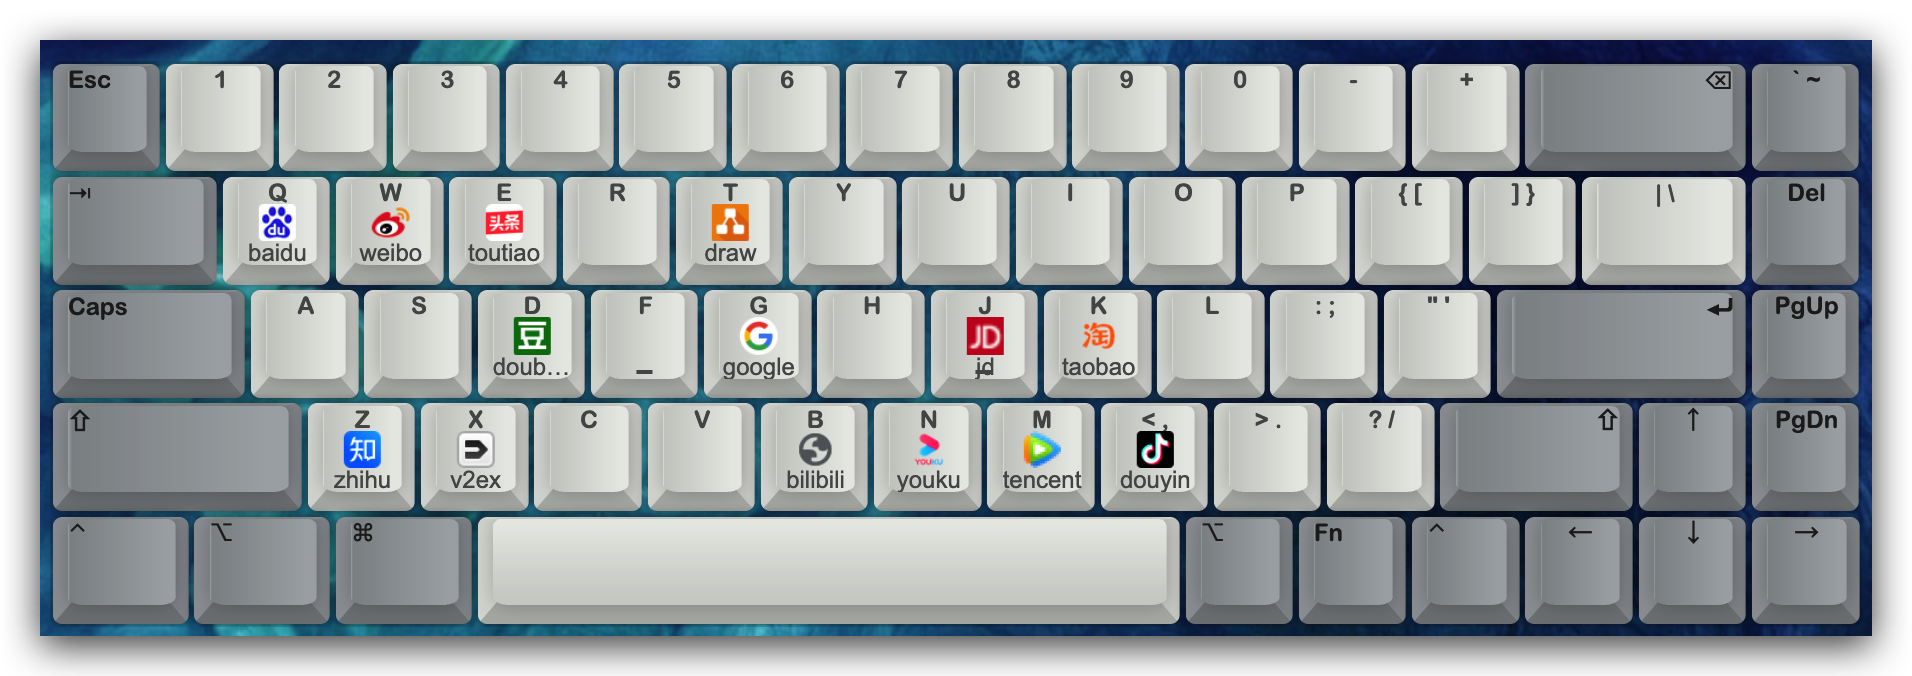 Esc 1 2 3 4 5 6 7 8 9 0 - + ⌫ ` ~
⇥ Q W E R T Y U I O P { [ ] } | \ Del
du 头条
baidu weibo toutiao draw
Caps A S D F G H J K L : ; " ' ↵ PgUp
豆 G JD 淘
doub... _ google jd taobao
⇧ Z X C V B N M < , > . ? / ⇧ ↑ PgDn
知 YOUKU
zhihu v2ex bilibili youku tencent douyin
^ ⌥ ⌘ ⌥ Fn ^ ← ↓ →